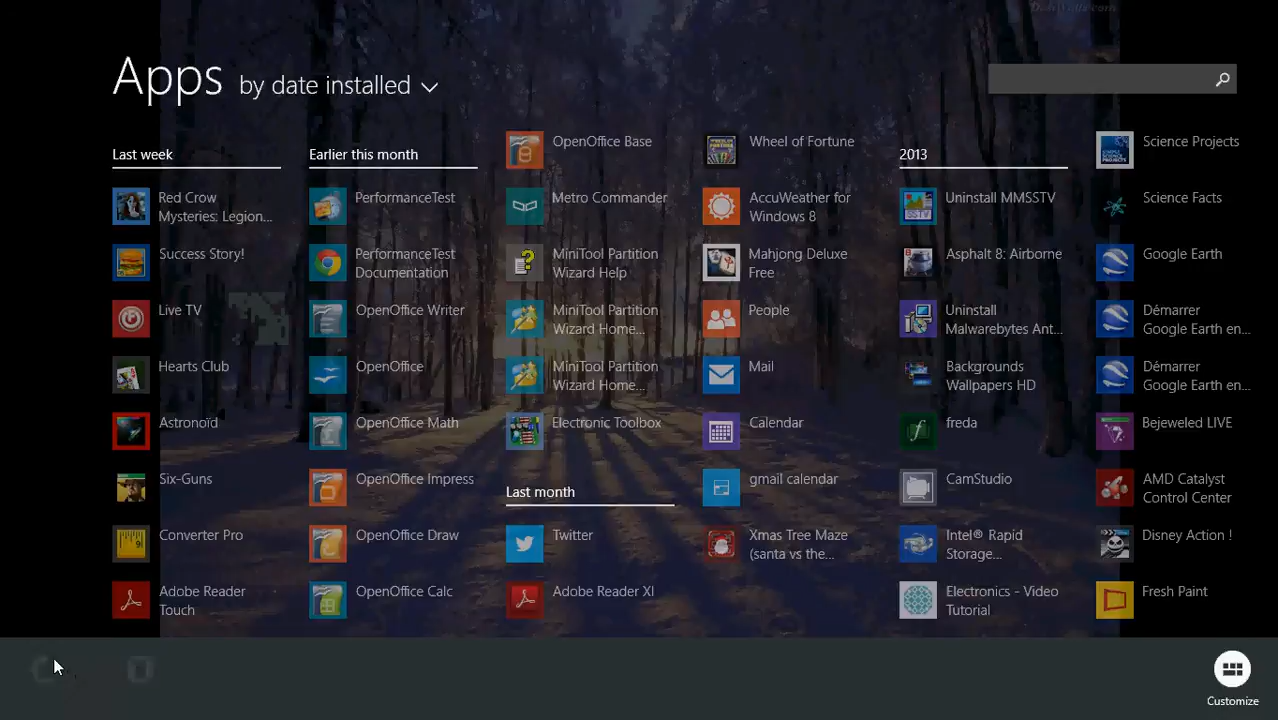 Apps by date installed
Last week
Red Crow
Mysteries: Legion...
Success Story!
Live TV
Hearts Club
Astronoïd
Six-Guns
Converter Pro
Adobe Reader
Touch
Earlier this month
PerformanceTest
PerformanceTest
Documentation
OpenOffice Writer
OpenOffice
OpenOffice Math
OpenOffice Impress
OpenOffice Draw
OpenOffice Calc
OpenOffice Base
Metro Commander
MiniTool Partition
Wizard Help
MiniTool Partition
Wizard Home...
MiniTool Partition
Wizard Home...
Electronic Toolbox
Last month
Twitter
Adobe Reader XI
Wheel of Fortune
AccuWeather for
Windows 8
Mahjong Deluxe
Free
People
Mail
Calendar
gmail calendar
Xmas Tree Maze
(santa vs the...
2013
Uninstall MMSSTV
Asphalt 8: Airborne
Uninstall
Malwarebytes Ant...
Backgrounds
Wallpapers HD
freda
CamStudio
Intel® Rapid
Storage...
Electronics - Video
Tutorial
Science Projects
Science Facts
Google Earth
Démarrer
Google Earth en...
Démarrer
Google Earth en...
Bejeweled LIVE
AMD Catalyst
Control Center
Disney Action !
Fresh Paint
Customize